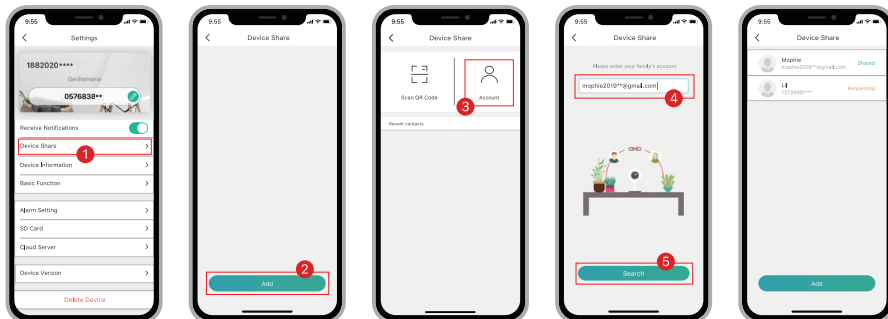 9:55
Settings
1882020****
Gerätename
0576838**
Receive Notifications
Device Share
1
Device Information
Basic Function
Alarm Setting
SD Card
Cloud Server
Device Version
Delete Device
9:55
Device Share
2
Add
9:55
Device Share
Scan QR Code
Account
3
Recent contacts
9:55
Device Share
Please enter your family's account
mophie2019**@gmail.com
4
5
Search
9:55
Device Share
Mophie
mophie2019**@gmail.com
Shared
1372896****
Requesting
Add